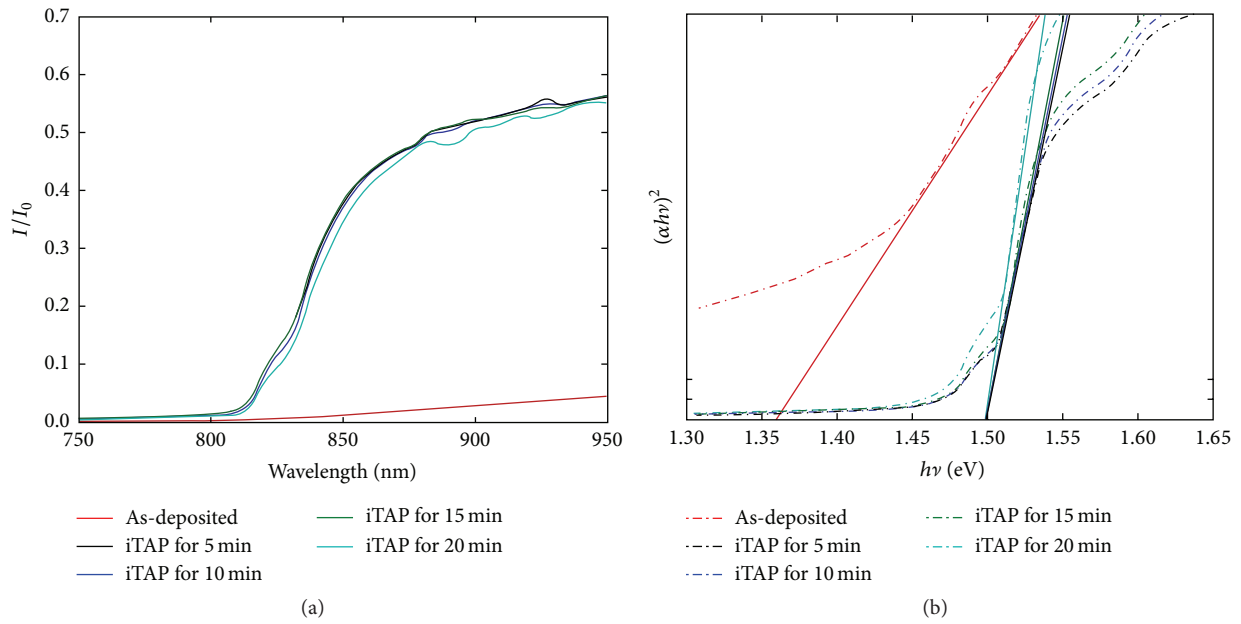 0.7
0.6
0.5
0.4
0.3
0.2
0.1
0.0
I/I0
750 800 850 900 950
Wavelength (nm)
As-deposited
iTAP for 5 min
iTAP for 10 min
iTAP for 15 min
iTAP for 20 min
(a)
(αhν)²
1.30 1.35 1.40 1.45 1.50 1.55 1.60 1.65
hν (eV)
As-deposited
iTAP for 5 min
iTAP for 10 min
iTAP for 15 min
iTAP for 20 min
(b)